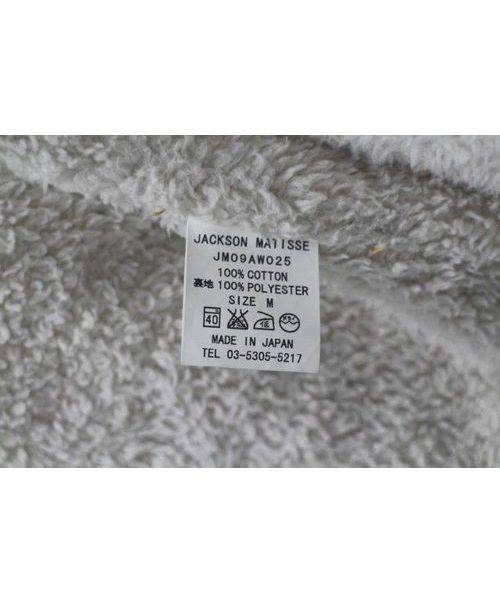 JACKSON MATISSE
JM09AW025
100% COTTON
裏地 100% POLYESTER
SIZE M
40
MADE IN JAPAN
TEL 03-5305-5217